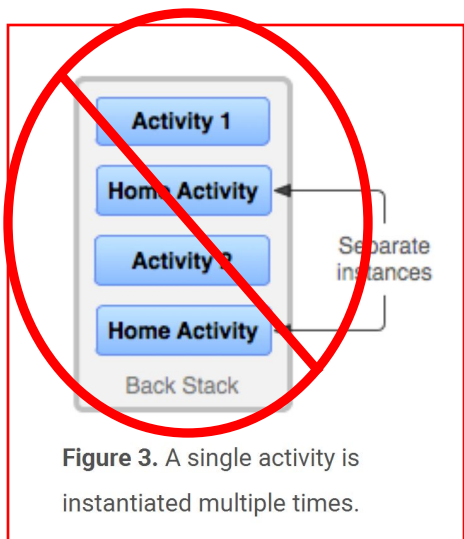 Activity 1
Home Activity
Activity 2
Home Activity
Separate
instances
Back Stack
Figure 3. A single activity is
instantiated multiple times.